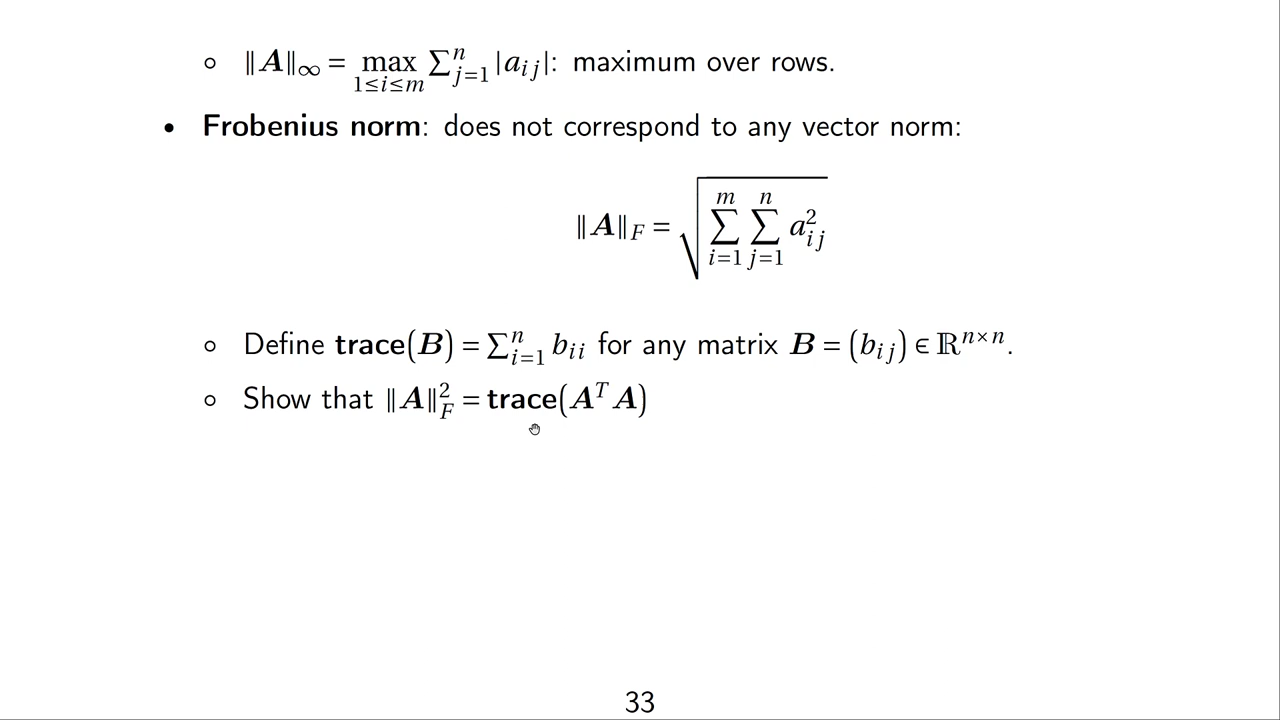 ◦ ‖A‖∞ = max_{1≤i≤m} ∑_{j=1}^{n} |a_{ij}|: maximum over rows.
• Frobenius norm: does not correspond to any vector norm:
‖A‖_F = √(∑_{i=1}^{m} ∑_{j=1}^{n} a_{ij}^2)
◦ Define trace(B) = ∑_{i=1}^{n} b_{ii} for any matrix B = (b_{ij}) ∈ ℝ^{n×n}.
◦ Show that ‖A‖_F^2 = trace(A^T A)
33